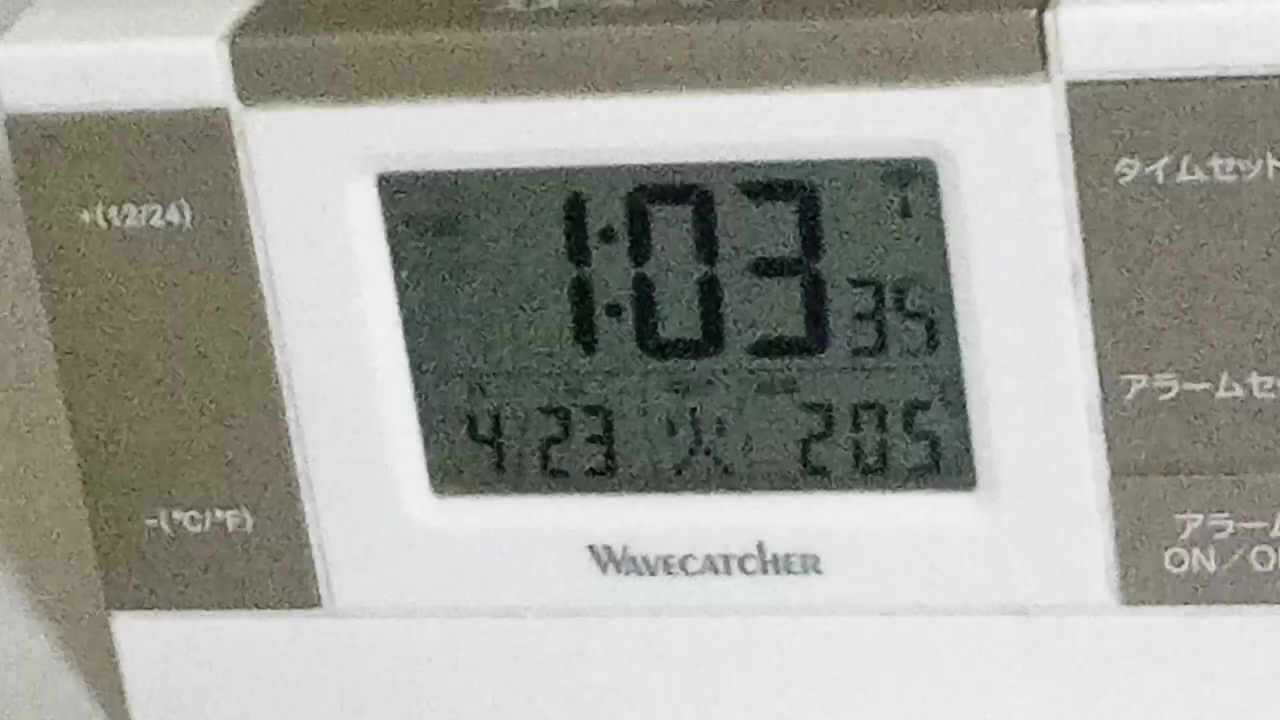 +(12/24)
タイムセット
1:03 35
アラームセ
4/23 火 20.5
-(°C/°F)
アラーム
ON/O
WAVECATCHER